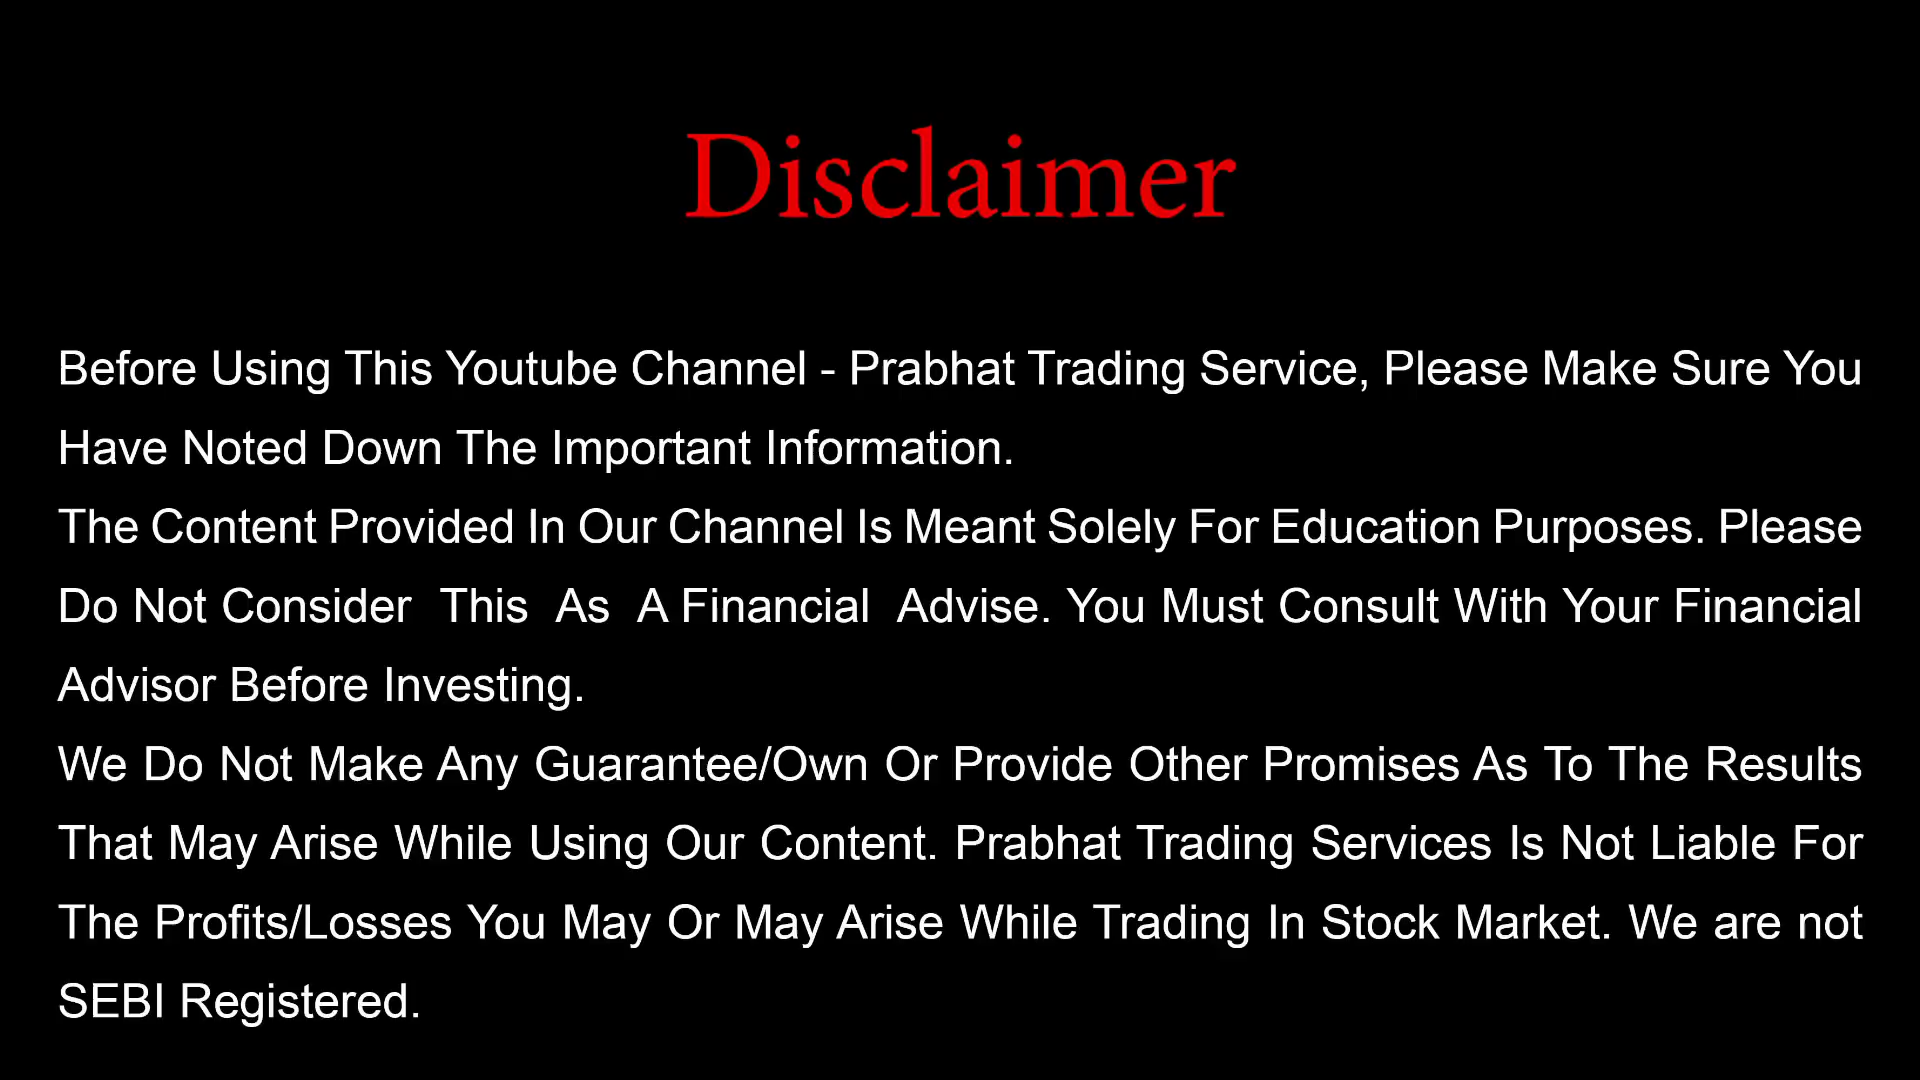 Disclaimer
Before Using This Youtube Channel - Prabhat Trading Service, Please Make Sure You
Have Noted Down The Important Information.
The Content Provided In Our Channel Is Meant Solely For Education Purposes. Please
Do Not Consider This As A Financial Advise. You Must Consult With Your Financial
Advisor Before Investing.
We Do Not Make Any Guarantee/Own Or Provide Other Promises As To The Results
That May Arise While Using Our Content. Prabhat Trading Services Is Not Liable For
The Profits/Losses You May Or May Arise While Trading In Stock Market. We are not
SEBI Registered.